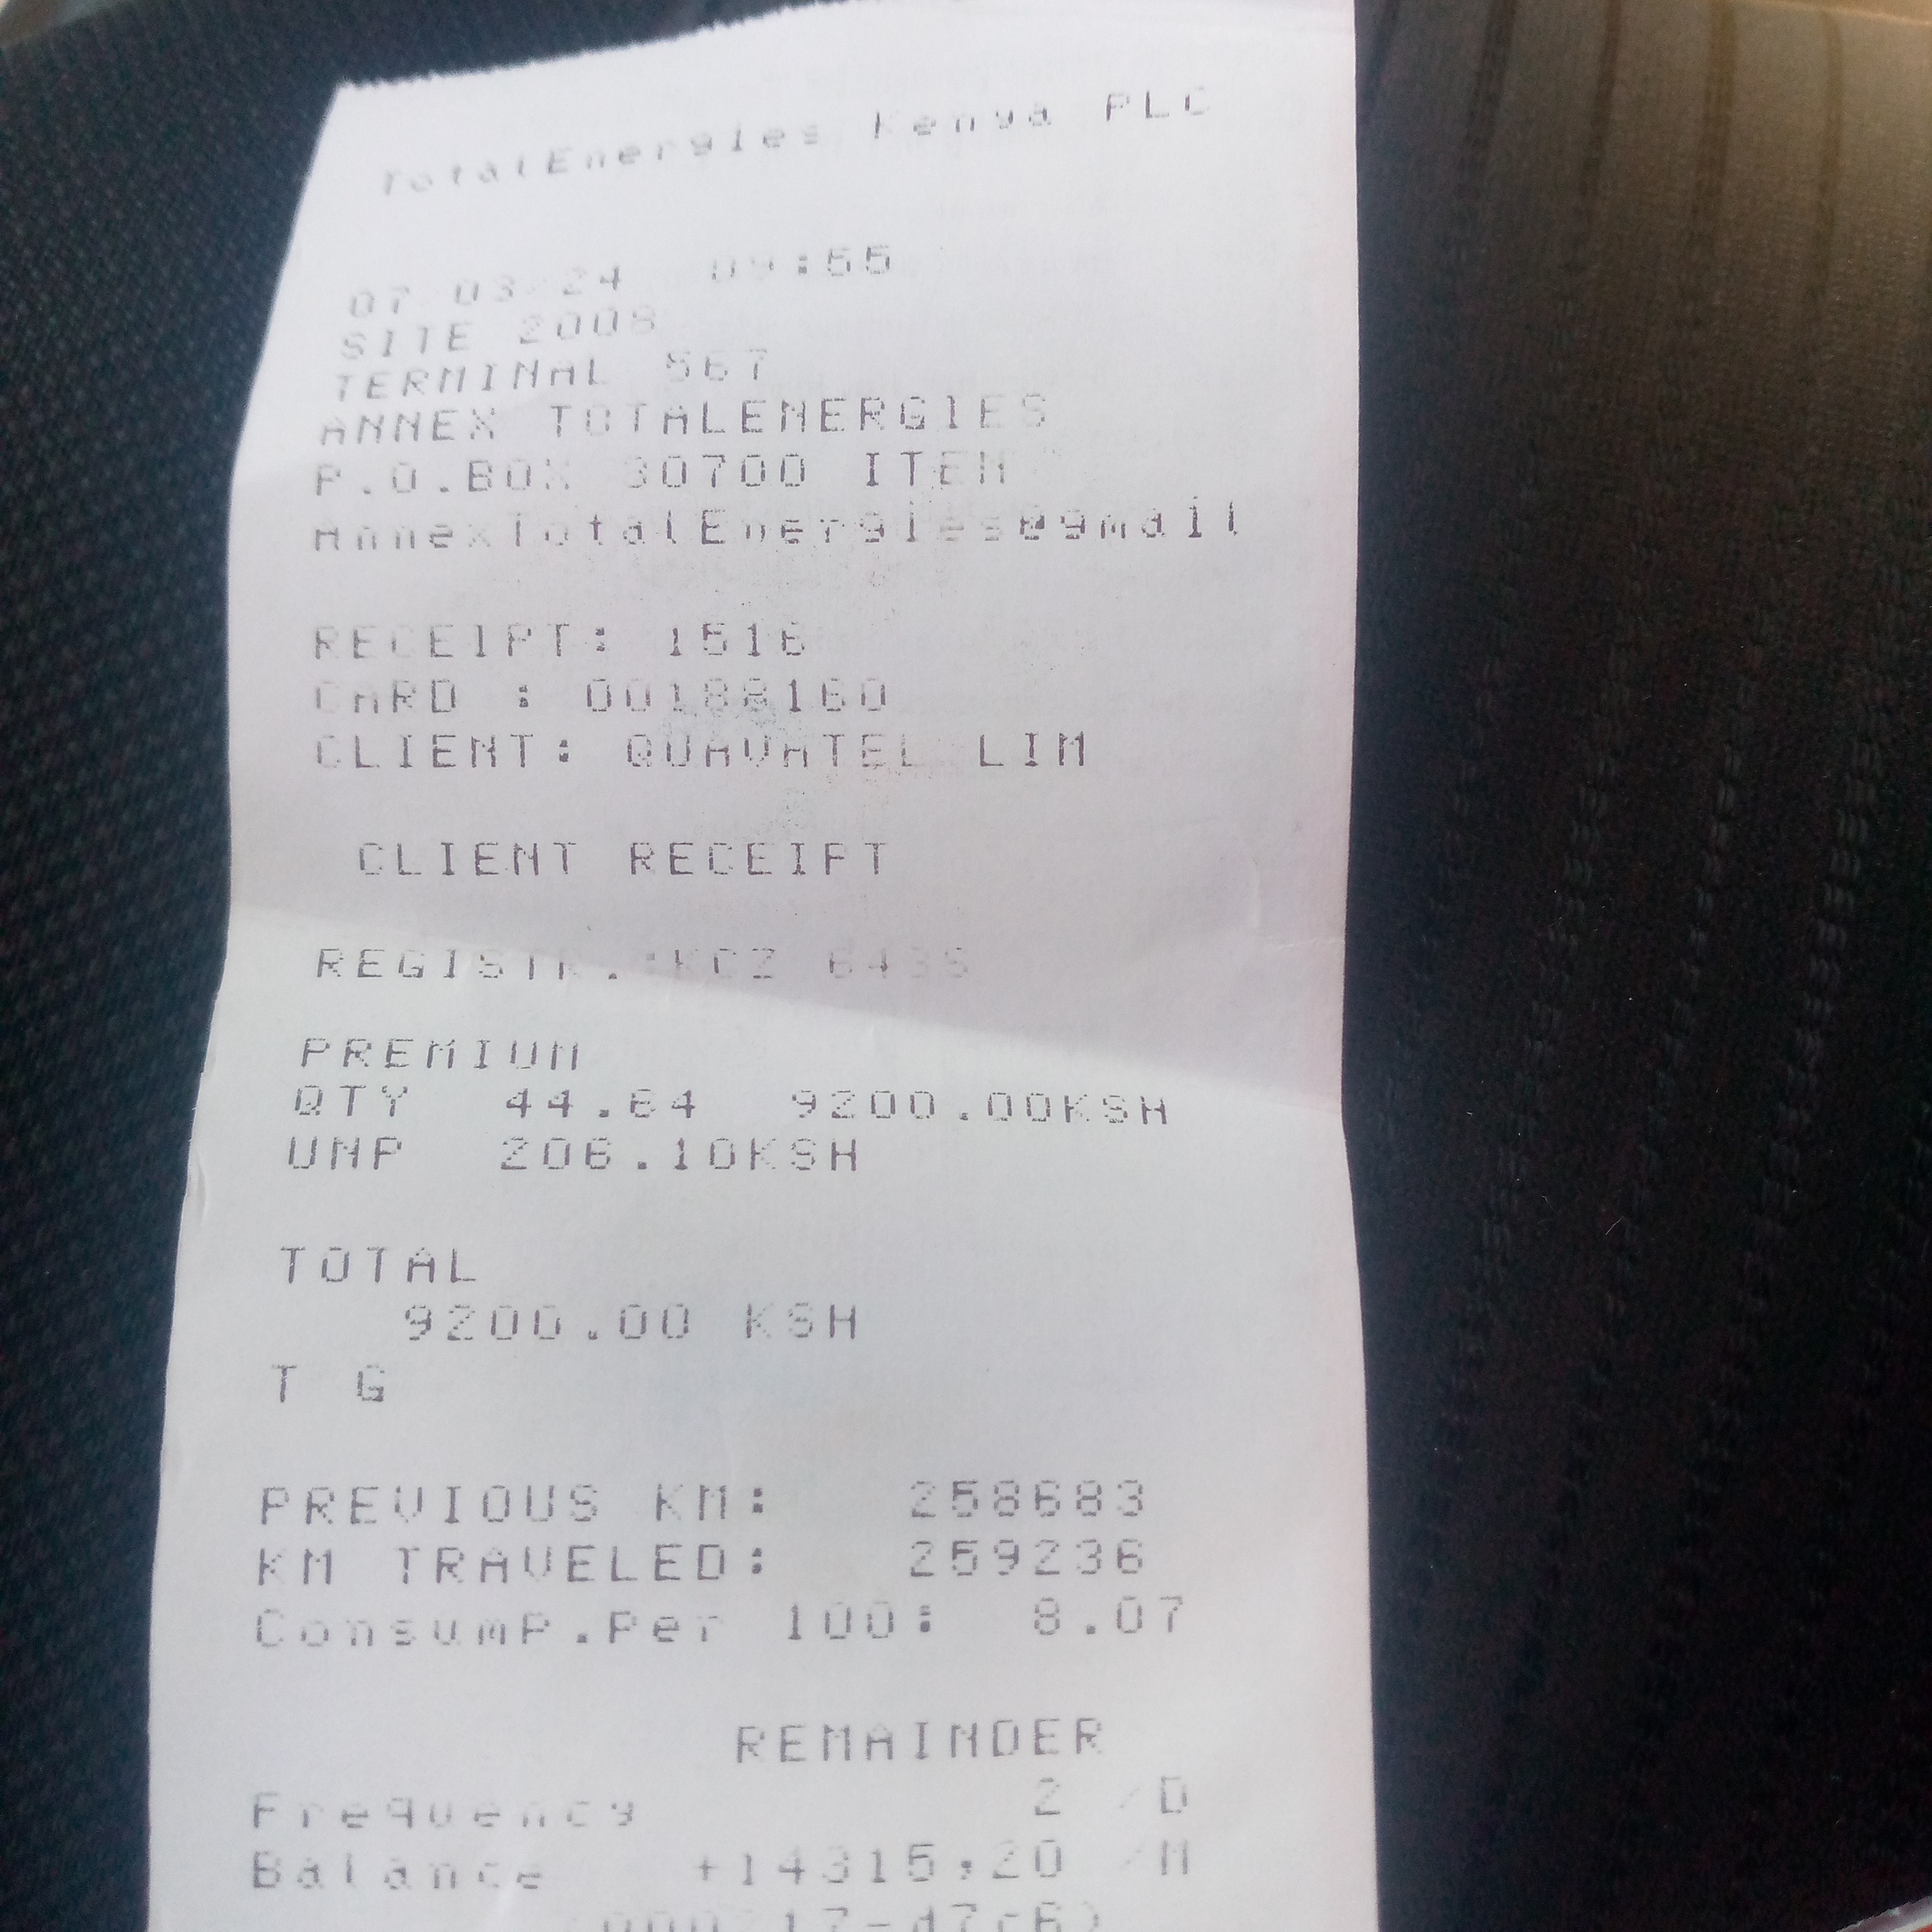 TotalEnergies Kenya PLC
07/03/24 09:55
SITE 2008
TERMINAL 567
ANNEX TOTALENERGIES
P.O.BOX 30700 ITEN
AnnexTotalEnergies@gmail
RECEIPT: 1516
CARD : 00188160
CLIENT: QUAVATEL LIM
CLIENT RECEIPT
REGISTR.:KCZ
PREMIUM
QTY 44.64 9200.00KSH
UNP 206.10KSH
TOTAL
9200.00 KSH
T G
PREVIOUS KM: 258683
KM TRAVELED: 259236
Consump.Per 100: 8.07
REMAINDER
Frequency 2 /D
Balance +14315,20 /M